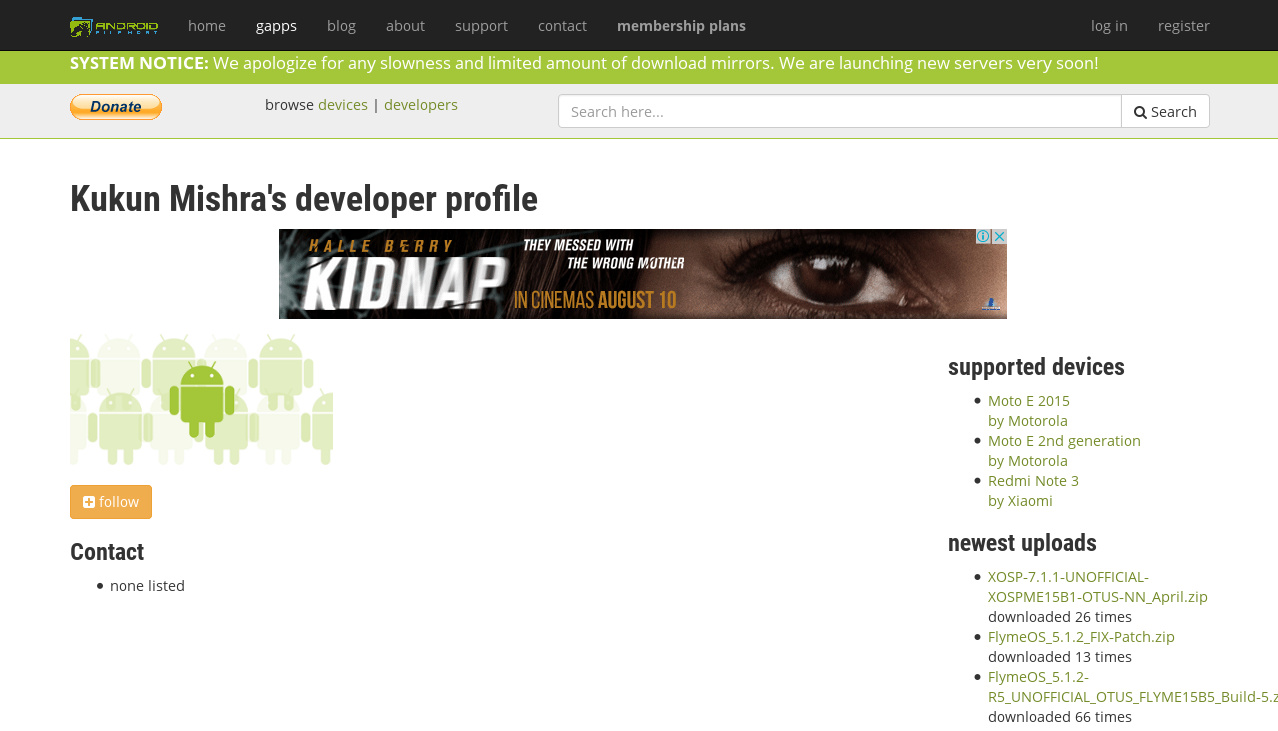 ANDROID
FILEHOST
home gapps blog about support contact membership plans log in register
SYSTEM NOTICE: We apologize for any slowness and limited amount of download mirrors. We are launching new servers very soon!
Donate
browse devices | developers
Search here...
Search
Kukun Mishra's developer profile
HALLE BERRY
KIDNAP
THEY MESSED WITH
THE WRONG MOTHER
IN CINEMAS AUGUST 10
follow
Contact
none listed
supported devices
Moto E 2015
by Motorola
Moto E 2nd generation
by Motorola
Redmi Note 3
by Xiaomi
newest uploads
XOSP-7.1.1-UNOFFICIAL-
XOSPME15B1-OTUS-NN_April.zip
downloaded 26 times
FlymeOS_5.1.2_FIX-Patch.zip
downloaded 13 times
FlymeOS_5.1.2-
R5_UNOFFICIAL_OTUS_FLYME15B5_Build-5.z
downloaded 66 times